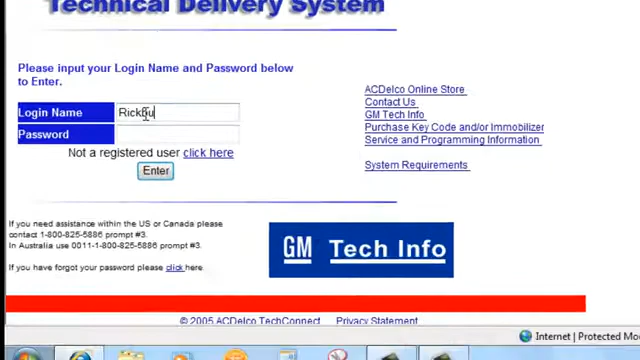 Technical Delivery System
Please input your Login Name and Password below
to Enter.
Login Name
Password
Not a registered user click here
Enter
ACDelco Online Store
Contact Us
GM Tech Info
Purchase Key Code and/or Immobilizer
Service and Programming Information
System Requirements
If you need assistance within the US or Canada please
contact 1-800-825-5886 prompt #3.
In Australia use 0011-1-800-825-5886 prompt #3.
If you have forgot your password please click here
GM Tech Info
© 2005 ACDelco TechConnect Privacy Statement
Internet | Protected Mo